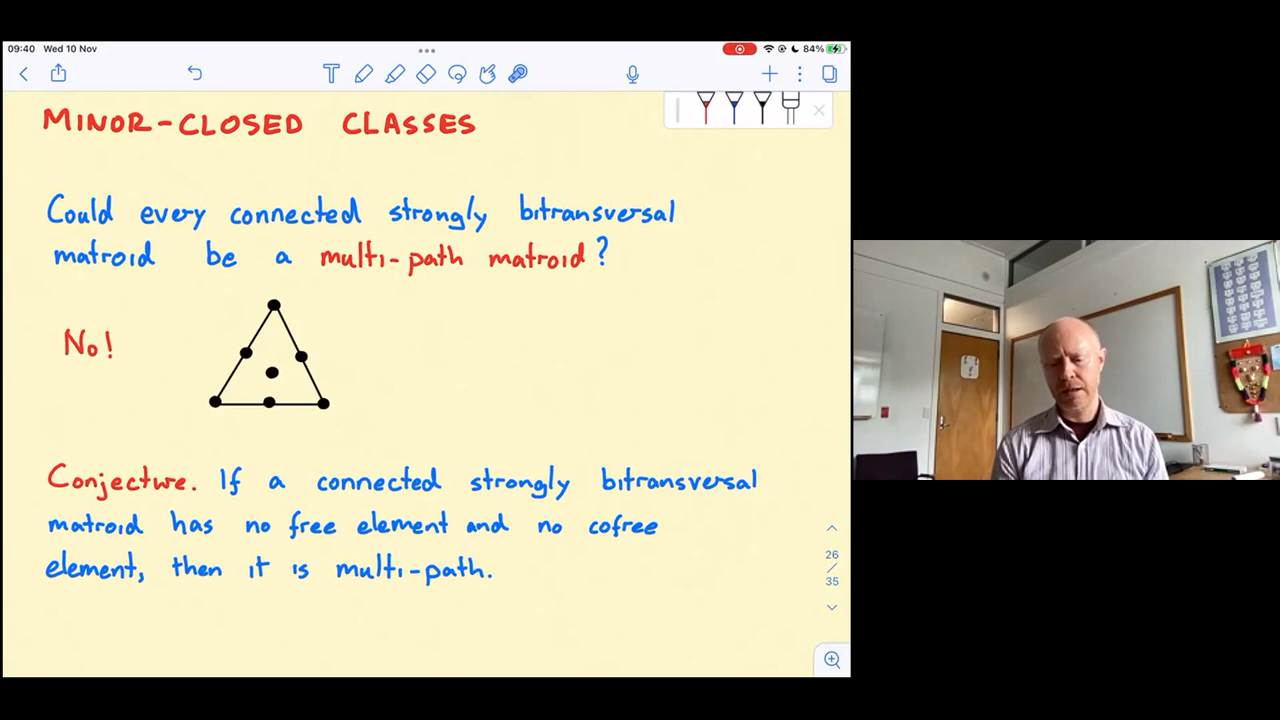 09:40 Wed 10 Nov
84%
MINOR-CLOSED CLASSES
Could every connected strongly bitransversal
matroid be a multi-path matroid?
No!
Conjecture. If a connected strongly bitransversal
matroid has no free element and no cofree
element, then it is multi-path.
26
/
35